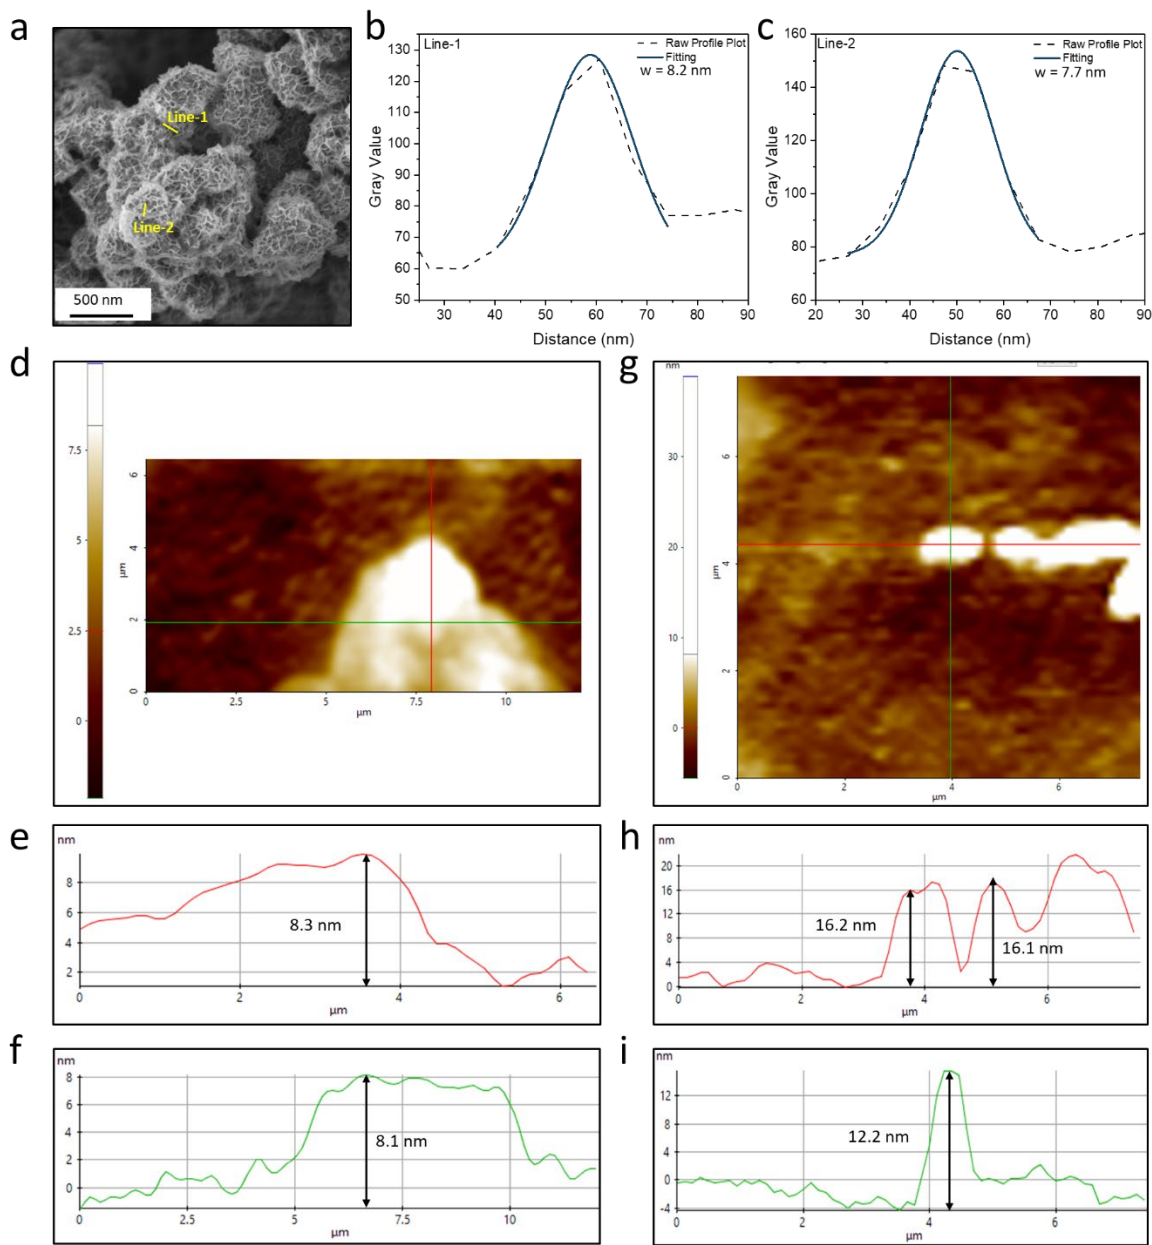 a
Line-1
Line-2
500 nm
b
Line-1
Raw Profile Plot
Fitting
w = 8.2 nm
130
120
110
100
90
80
70
60
50
Gray Value
30 40 50 60 70 80 90
Distance (nm)
c
Line-2
Raw Profile Plot
Fitting
w = 7.7 nm
160
140
120
100
80
60
Gray Value
20 30 40 50 60 70 80 90
Distance (nm)
d
7.5
5
2.5
0
6
4
2
0
µm
0 2.5 5 7.5 10
µm
g
nm
30
20
10
0
6
4
2
0
µm
2 4 6
µm
e
nm
8
6
4
2
8.3 nm
0 2 4 6
µm
h
nm
20
16
12
8
4
0
16.2 nm
16.1 nm
0 2 4 6
µm
f
nm
8
6
4
2
0
8.1 nm
0 2.5 5 7.5 10
µm
i
nm
12
8
4
0
-4
12.2 nm
0 2 4 6
µm